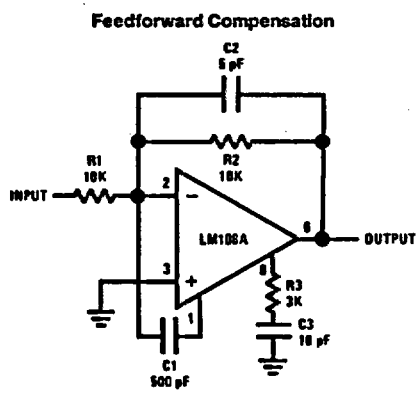 Feedforward Compensation
C2
5 pF
R1
10K
R2
10K
INPUT
2
−
LM108A
6
OUTPUT
3
+
8
R3
3K
1
C3
10 pF
C1
500 pF